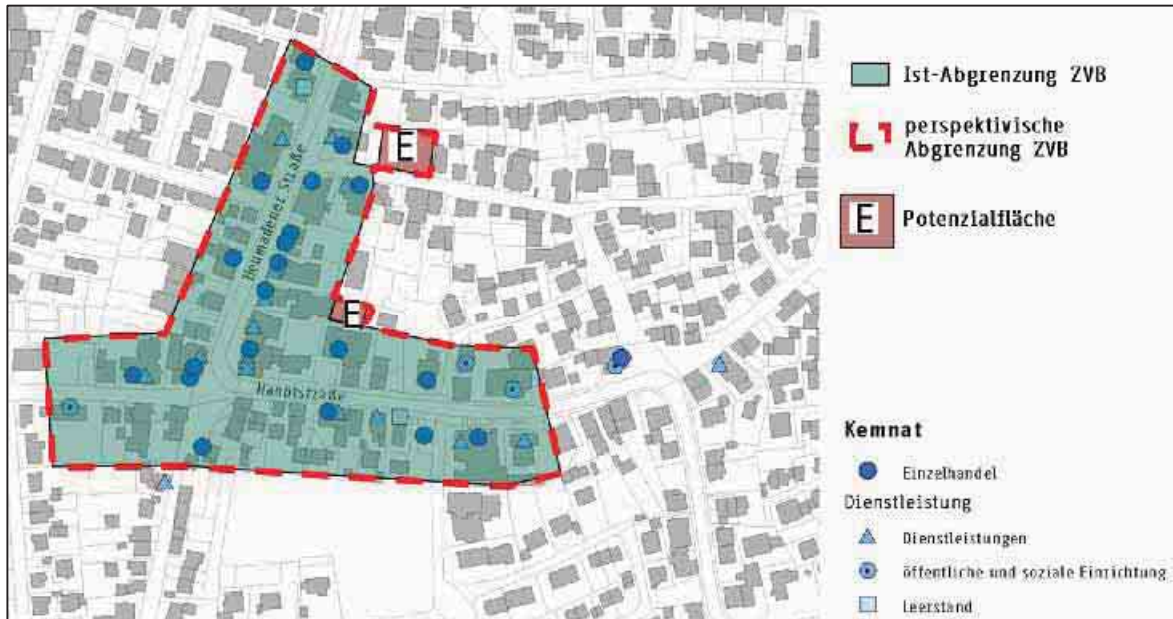 Ist-Abgrenzung ZVB
perspektivische
Abgrenzung ZVB
E
Potenzialfläche
E
E
Heumadener Straße
Hauptstraße
Kemnat
Einzelhandel
Dienstleistung
Dienstleistungen
öffentliche und soziale Einrichtung
Leerstand